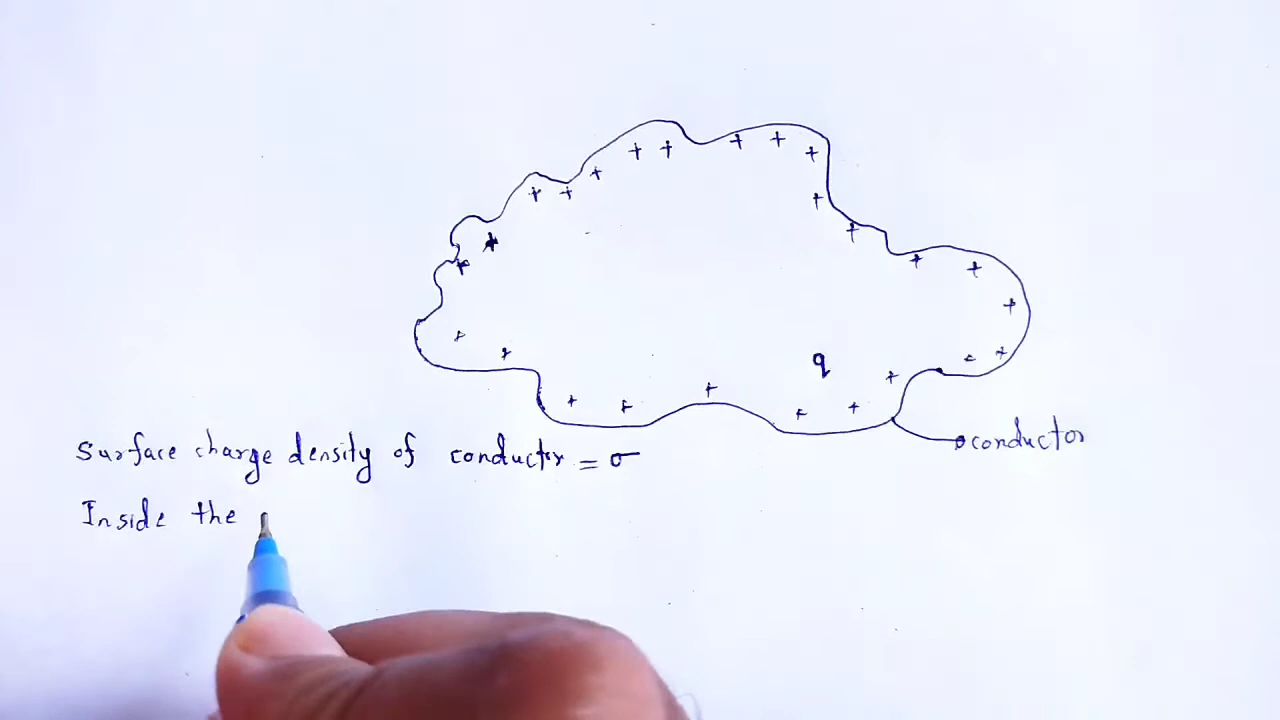 q
conductor
Surface charge density of conductor = σ
Inside the